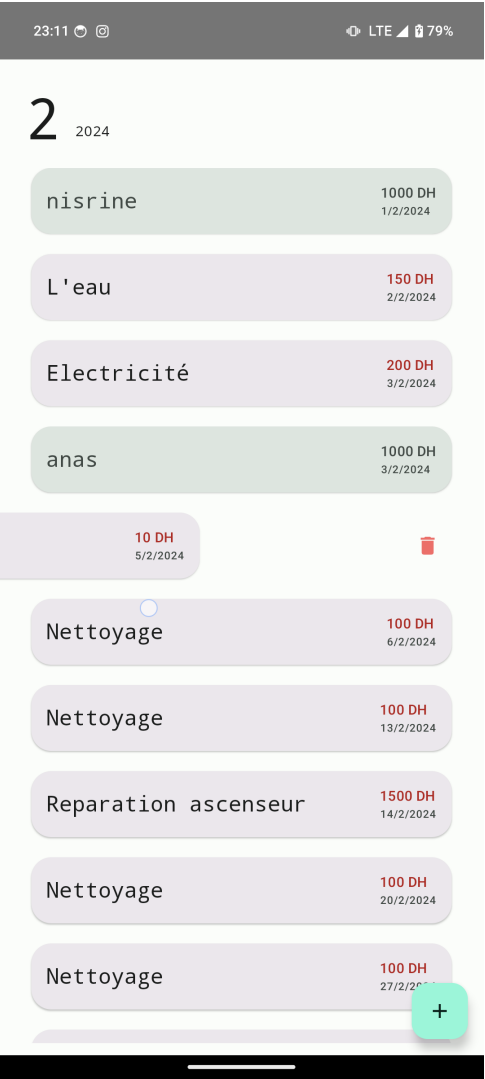 23:11 LTE 79%
2 2024
nisrine 1000 DH
1/2/2024
L'eau 150 DH
2/2/2024
Electricité 200 DH
3/2/2024
anas 1000 DH
3/2/2024
10 DH
5/2/2024
Nettoyage 100 DH
6/2/2024
Nettoyage 100 DH
13/2/2024
Reparation ascenseur 1500 DH
14/2/2024
Nettoyage 100 DH
20/2/2024
Nettoyage 100 DH
+